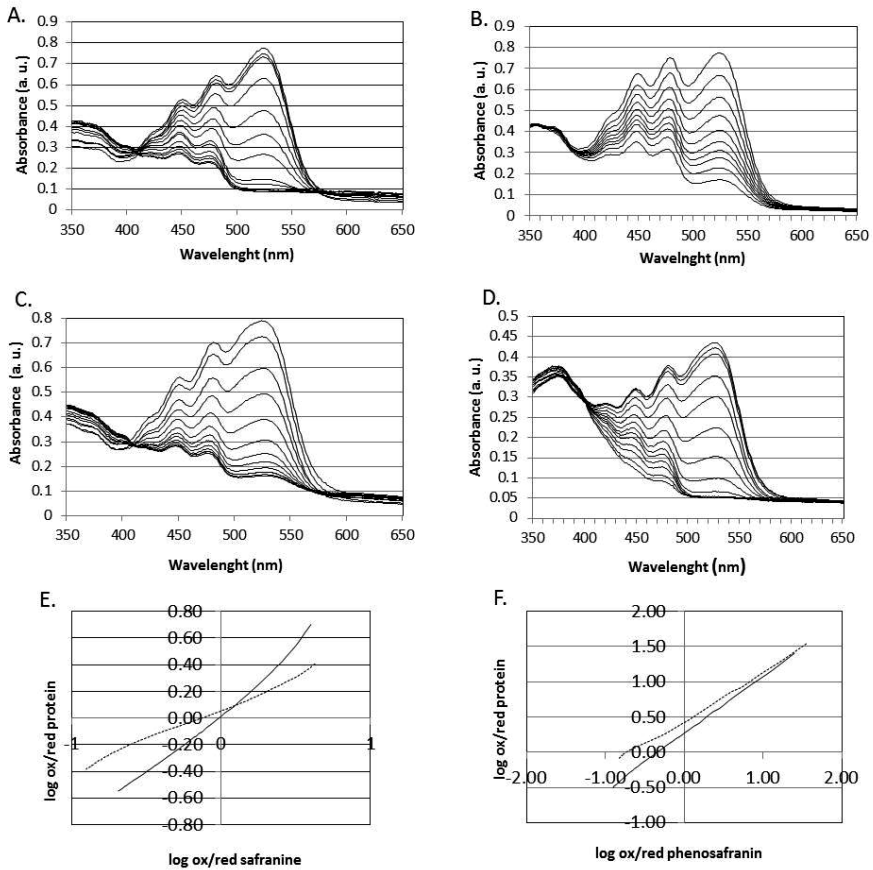 A.
Absorbance (a. u.)
0.9
0.8
0.7
0.6
0.5
0.4
0.3
0.2
0.1
0
350 400 450 500 550 600 650
Wavelenght (nm)
B.
Absorbance (a. u.)
0.9
0.8
0.7
0.6
0.5
0.4
0.3
0.2
0.1
0
350 400 450 500 550 600 650
Wavelnght (nm)
C.
Absorbance (a. u.)
0.8
0.7
0.6
0.5
0.4
0.3
0.2
0.1
0
350 400 450 500 550 600 650
Wavelenght (nm)
D.
Absorbance (a. u.)
0.5
0.45
0.4
0.35
0.3
0.25
0.2
0.15
0.1
0.05
0
350 400 450 500 550 600 650
Wavelenght (nm)
E.
log ox/red protein
0.80
0.60
0.40
0.20
0.00
-0.20
-0.40
-0.60
-0.80
-1 0 1
log ox/red safranine
F.
log ox/red protein
2.00
1.50
1.00
0.50
0.00
-0.50
-1.00
-2.00 -1.00 0.00 1.00 2.00
log ox/red phenosafranin